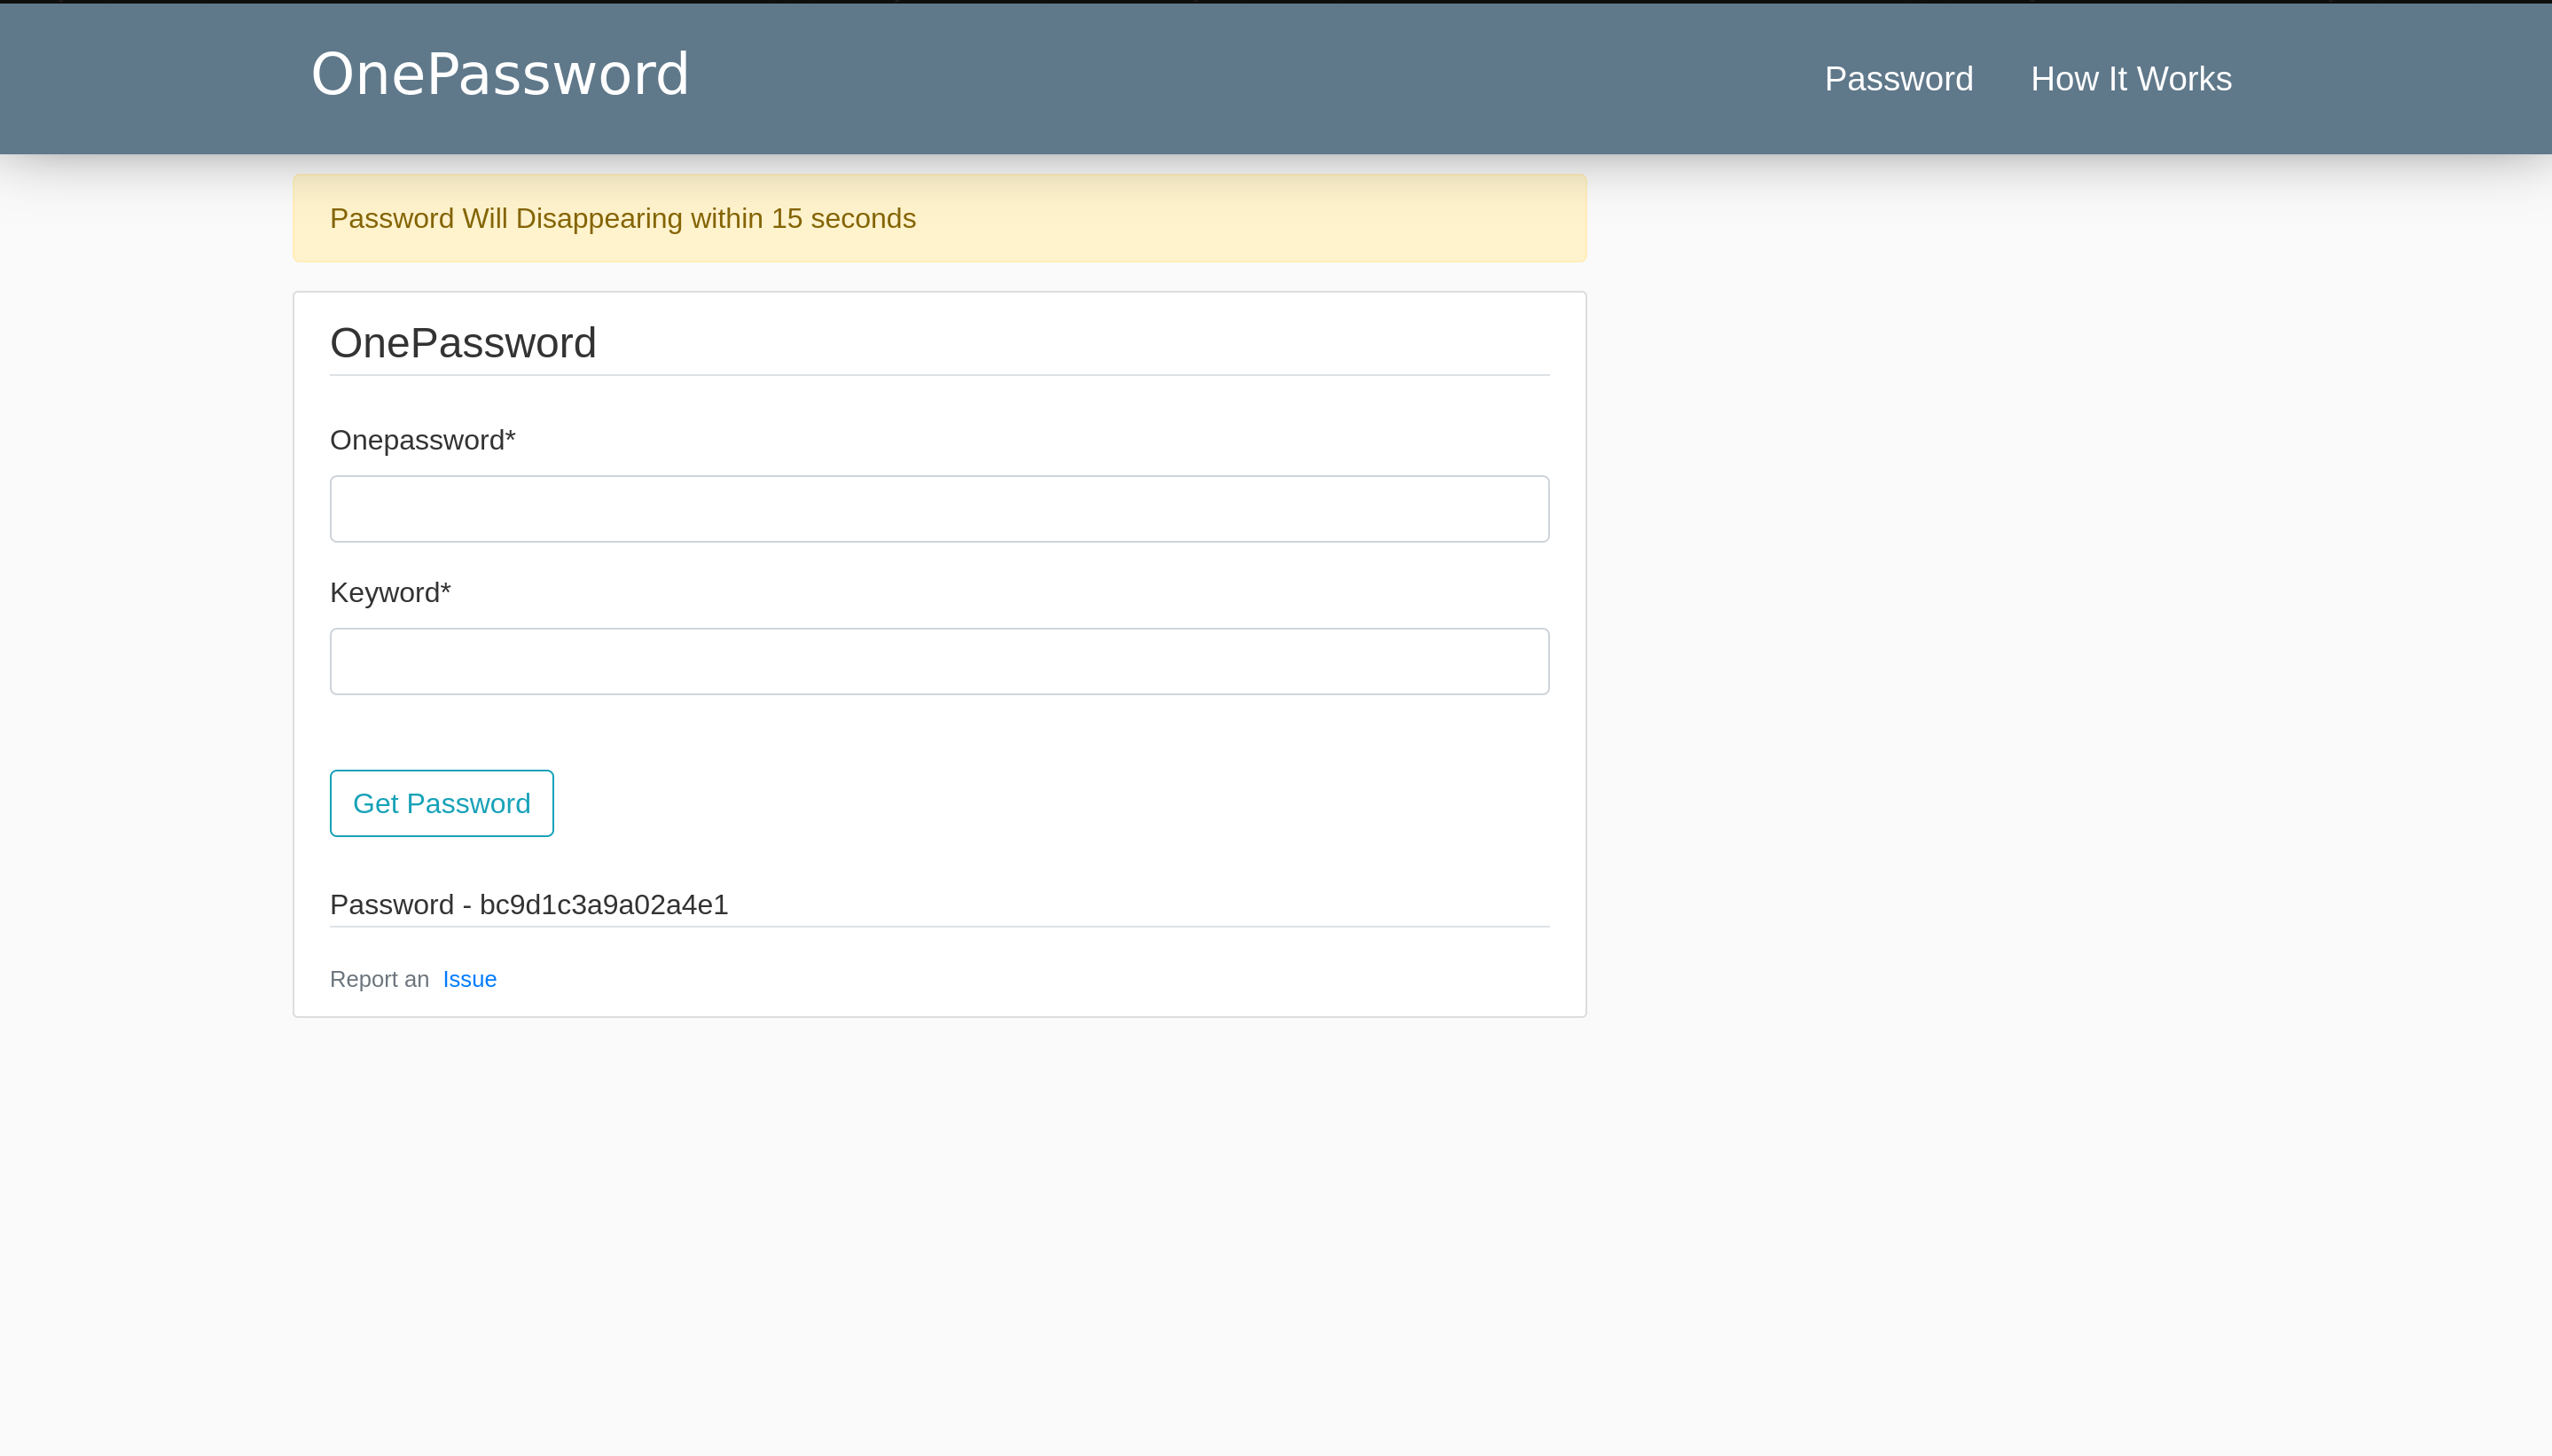 OnePassword
Password How It Works
Password Will Disappearing within 15 seconds
OnePassword
Onepassword*
Keyword*
Get Password
Password - bc9d1c3a9a02a4e1
Report an Issue